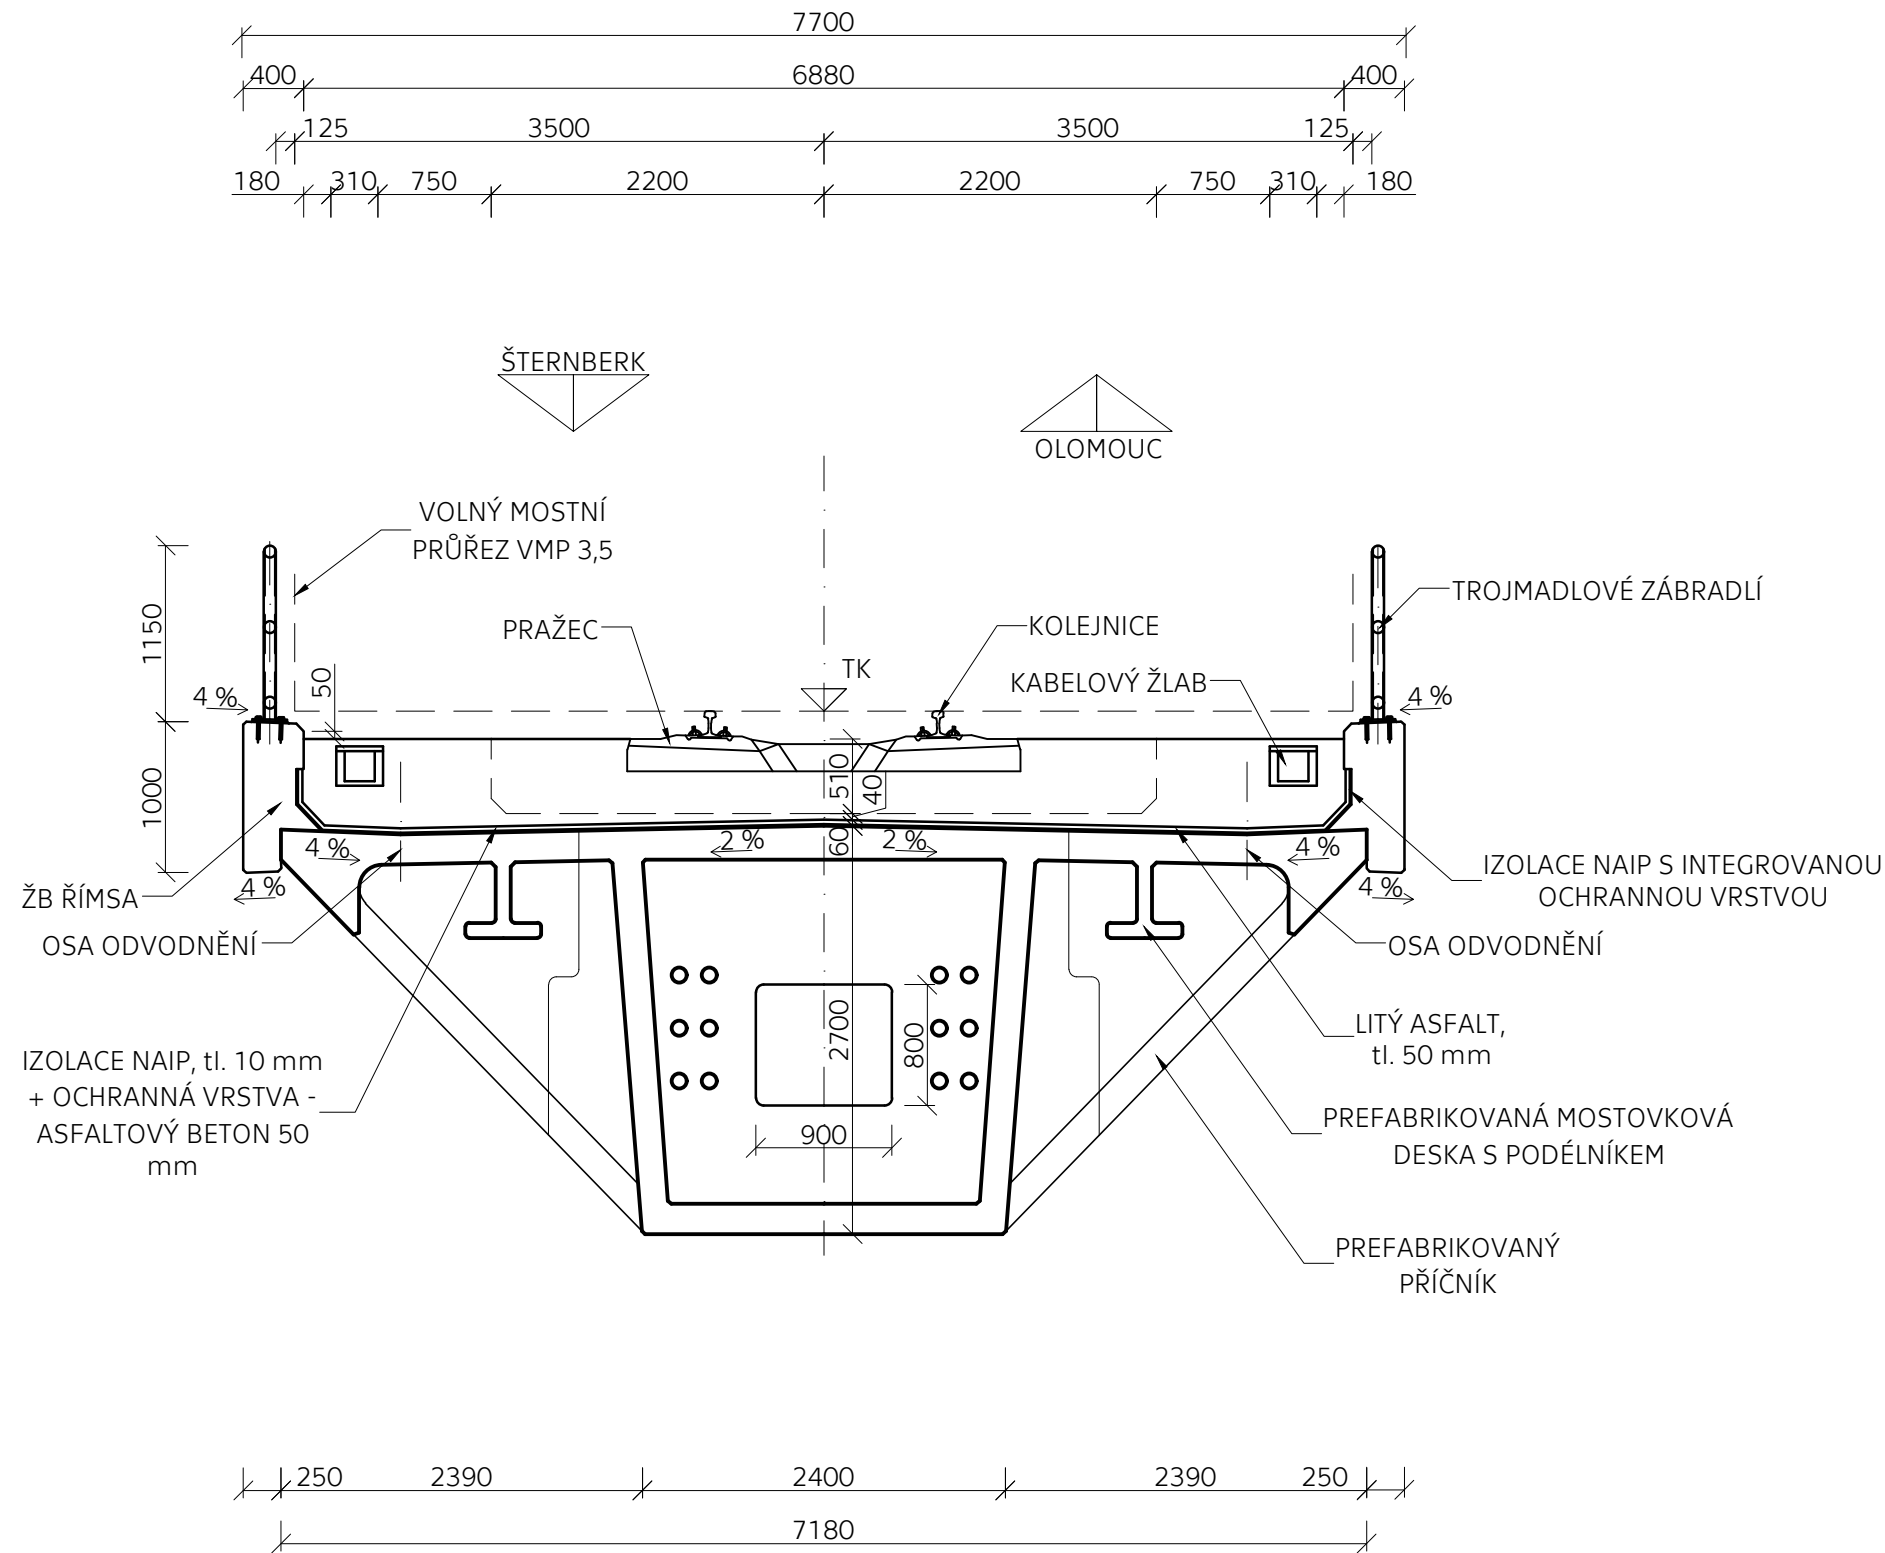 7700
400 6880 400
125 3500 3500 125
180 310 750 2200 2200 750 310 180
ŠTERNBERK
OLOMOUC
VOLNÝ MOSTNÍ
PRŮŘEZ VMP 3,5
TROJMADLOVÉ ZÁBRADLÍ
PRAŽEC
KOLEJNICE
1150
TK
KABELOVÝ ŽLAB
50
4 %
4 %
1000
510
40
60
2 %
2 %
4 %
4 %
4 %
4 %
ŽB ŘÍMSA
IZOLACE NAIP S INTEGROVANOU
OCHRANNOU VRSTVOU
OSA ODVODNĚNÍ
OSA ODVODNĚNÍ
2700
800
900
LITÝ ASFALT,
tl. 50 mm
IZOLACE NAIP, tl. 10 mm
+ OCHRANNÁ VRSTVA -
ASFALTOVÝ BETON 50
mm
PREFABRIKOVANÁ MOSTOVKOVÁ
DESKA S PODÉLNÍKEM
PREFABRIKOVANÝ
PŘÍČNÍK
250 2390 2400 2390 250
7180